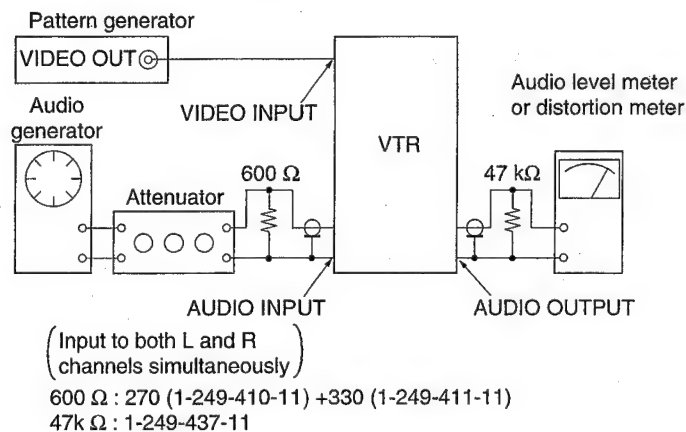 Pattern generator
VIDEO OUT
VIDEO INPUT
Audio
generator
Attenuator
600 Ω
VTR
47 kΩ
Audio level meter
or distortion meter
AUDIO INPUT
AUDIO OUTPUT
(Input to both L and R
channels simultaneously)
600 Ω : 270 (1-249-410-11) +330 (1-249-411-11)
47k Ω : 1-249-437-11